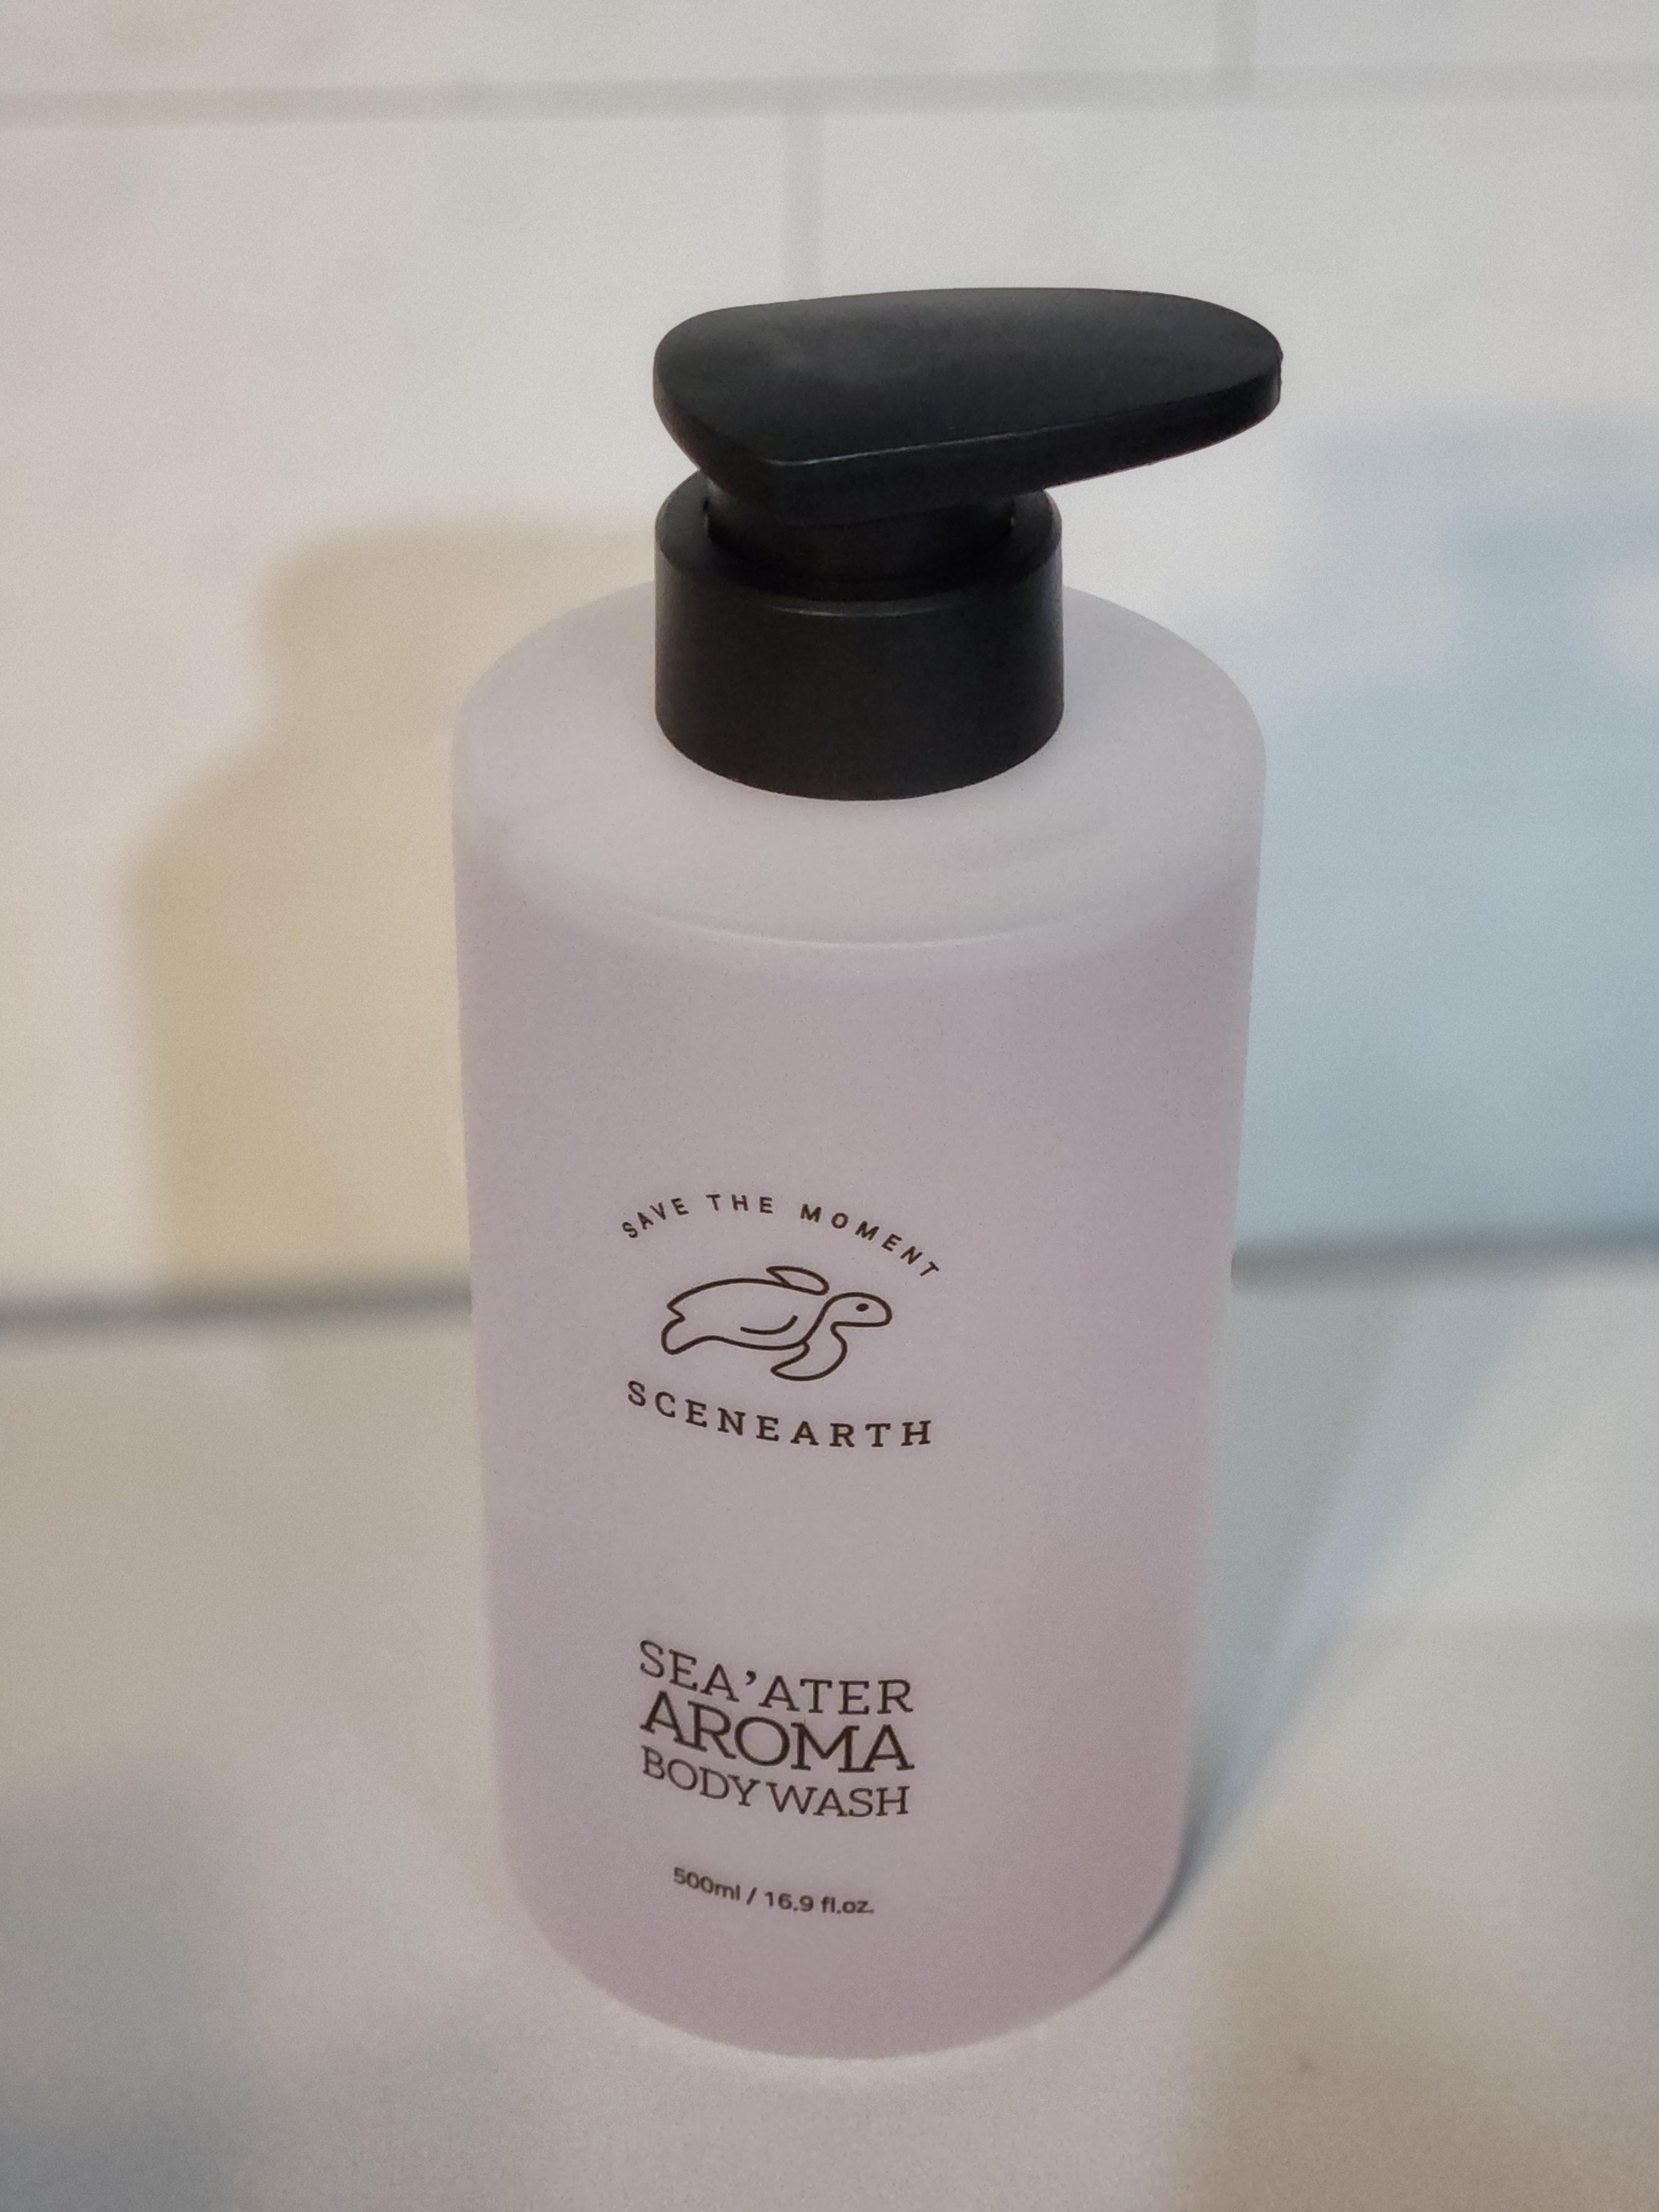 SAVE THE MOMENT
SCENEARTH
SEA’ATER
AROMA
BODY WASH
500ml / 16.9 fl.oz.